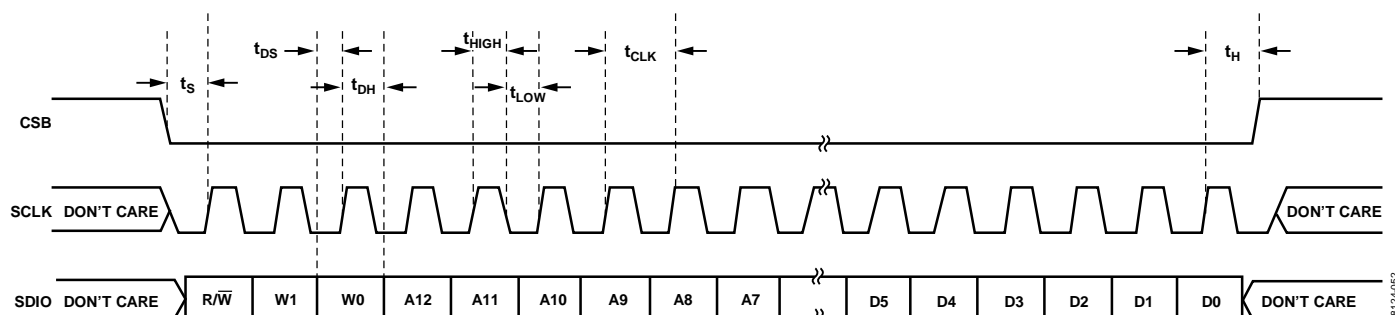 tDS
tHIGH
tCLK
tH
tS
tDH
tLOW
CSB
SCLK DON'T CARE
DON'T CARE
SDIO DON'T CARE
R/W̅
W1
W0
A12
A11
A10
A9
A8
A7
D5
D4
D3
D2
D1
D0
DON'T CARE